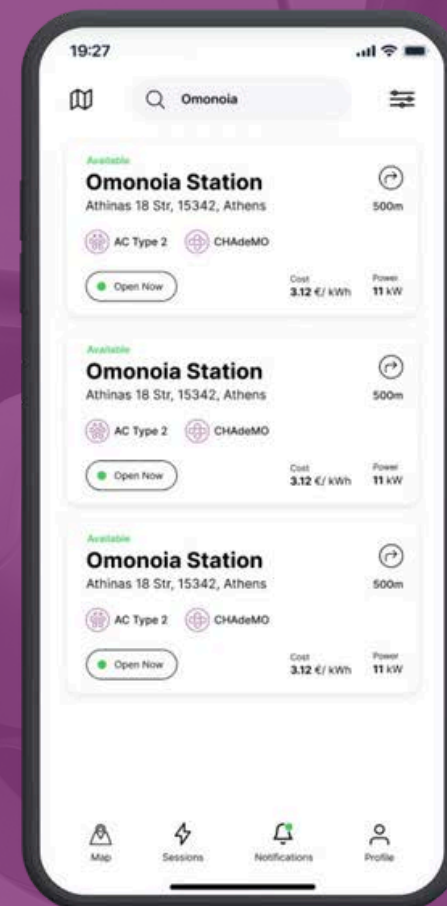 19:27
Omonoia
Available
Omonoia Station
Athinas 18 Str, 15342, Athens
500m
AC Type 2 CHAdeMO
Open Now
Cost Power
3.12 €/ kWh 11 kW
Available
Omonoia Station
Athinas 18 Str, 15342, Athens
500m
AC Type 2 CHAdeMO
Open Now
Cost Power
3.12 €/ kWh 11 kW
Available
Omonoia Station
Athinas 18 Str, 15342, Athens
500m
AC Type 2 CHAdeMO
Open Now
Cost Power
3.12 €/ kWh 11 kW
Map Sessions Notifications Profile